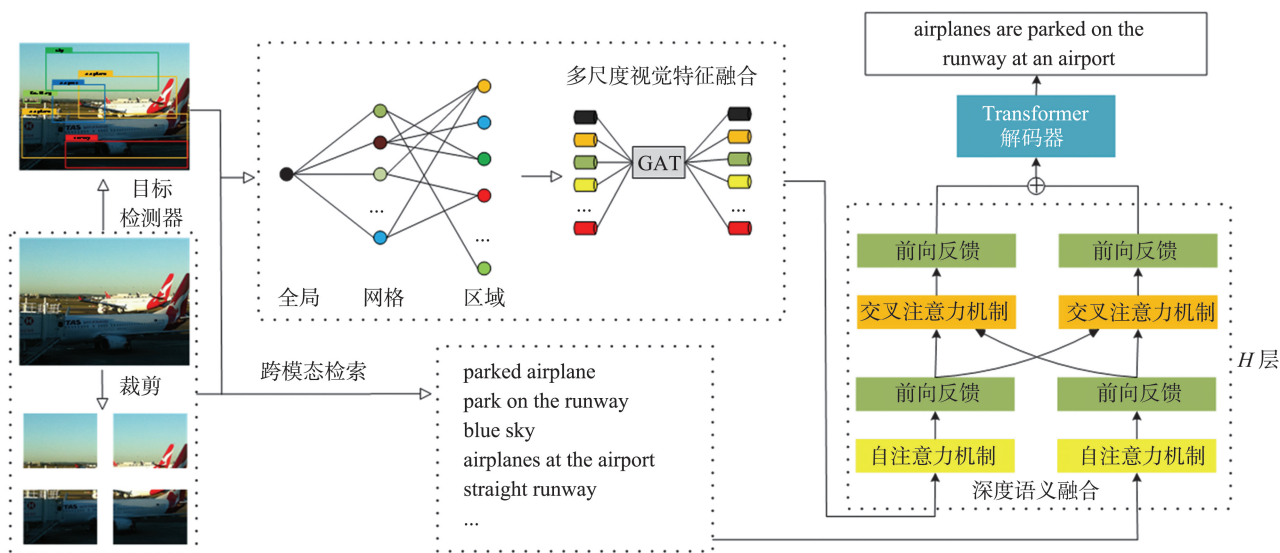 airplanes are parked on the
runway at an airport
Transformer
解码器
多尺度视觉特征融合
GAT
...
...
...
...
...
全局
网格
区域
目标
检测器
裁剪
跨模态检索
parked airplane
park on the runway
blue sky
airplanes at the airport
straight runway
...
前向反馈
前向反馈
交叉注意力机制
交叉注意力机制
前向反馈
前向反馈
自注意力机制
自注意力机制
深度语义融合
H 层